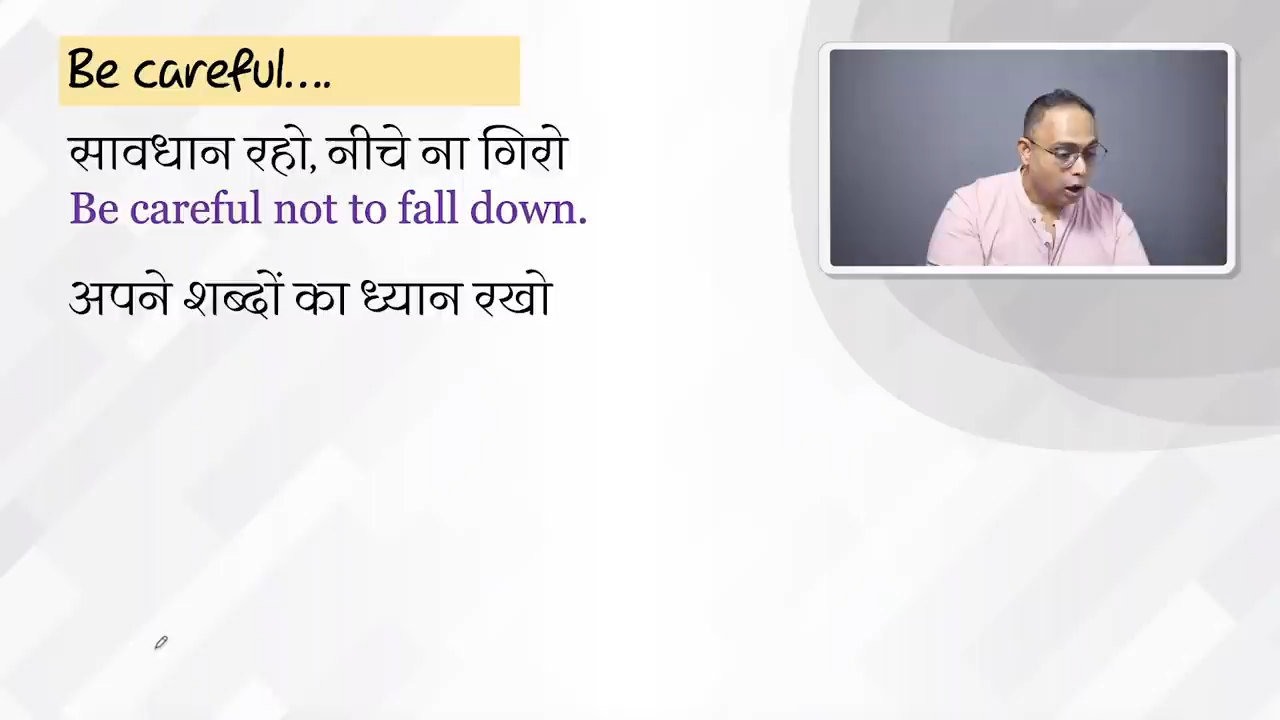 Be careful....
सावधान रहो, नीचे ना गिरो
Be careful not to fall down.
अपने शब्दों का ध्यान रखो